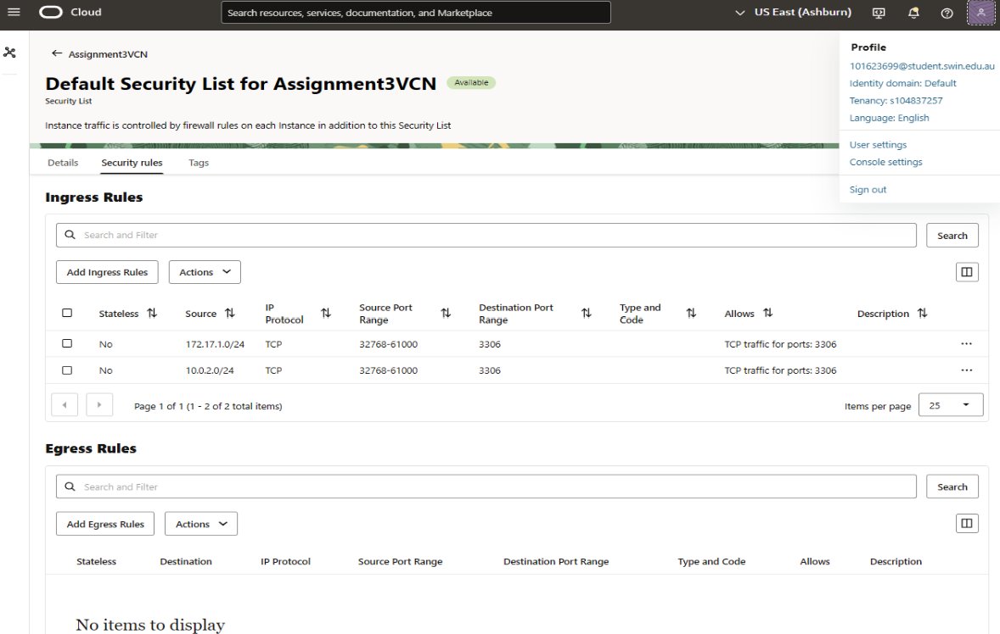 Cloud
Search resources, services, documentation, and Marketplace
US East (Ashburn)
Profile
101623699@student.swin.edu.au
Identity domain: Default
Tenancy: s104837257
Language: English
User settings
Console settings
Sign out
Assignment3VCN
Default Security List for Assignment3VCN
Available
Security List
Instance traffic is controlled by firewall rules on each Instance in addition to this Security List
Details Security rules Tags
Ingress Rules
Search and Filter Search
Add Ingress Rules Actions
Stateless Source IP Protocol Source Port Range Destination Port Range Type and Code Allows Description
No 172.17.1.0/24 TCP 32768-61000 3306 TCP traffic for ports: 3306
No 10.0.2.0/24 TCP 32768-61000 3306 TCP traffic for ports: 3306
Page 1 of 1 (1 - 2 of 2 total items) Items per page 25
Egress Rules
Search and Filter Search
Add Egress Rules Actions
Stateless Destination IP Protocol Source Port Range Destination Port Range Type and Code Allows Description
No items to display